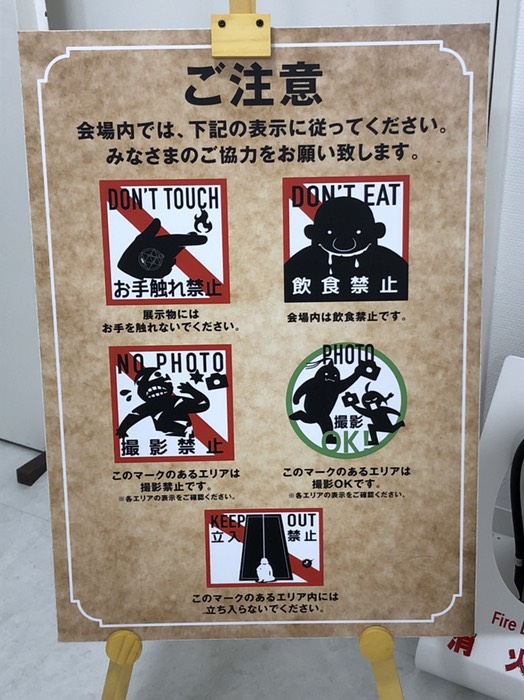 ご注意
会場内では、下記の表示に従ってください。
みなさまのご協力をお願い致します。
DON'T TOUCH
お手触れ禁止
展示物には
お手を触れないでください。
DON'T EAT
飲食禁止
会場内は飲食禁止です。
NO PHOTO
撮影禁止
このマークのあるエリアは
撮影禁止です。
※各エリアの表示をご確認ください。
PHOTO
撮影
OK!
このマークのあるエリアは
撮影OKです。
※各エリアの表示をご確認ください。
KEEP OUT
立入禁止
このマークのあるエリア内には
立ち入らないでください。
Fire
消火